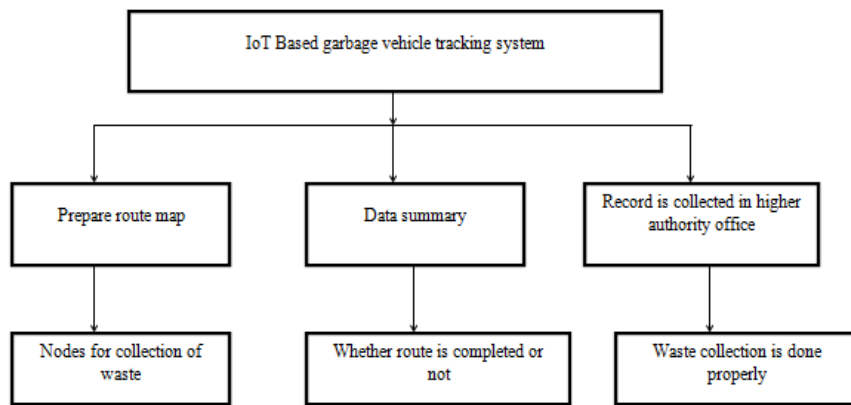 IoT Based garbage vehicle tracking system
Prepare route map
Data summary
Record is collected in higher
authority office
Nodes for collection of
waste
Whether route is completed or
not
Waste collection is done
properly